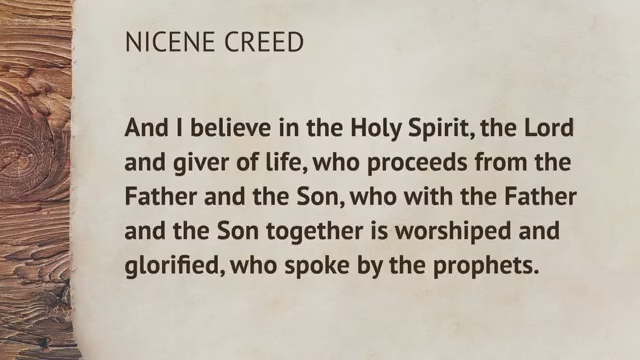 NICENE CREED
And I believe in the Holy Spirit, the Lord
and giver of life, who proceeds from the
Father and the Son, who with the Father
and the Son together is worshiped and
glorified, who spoke by the prophets.